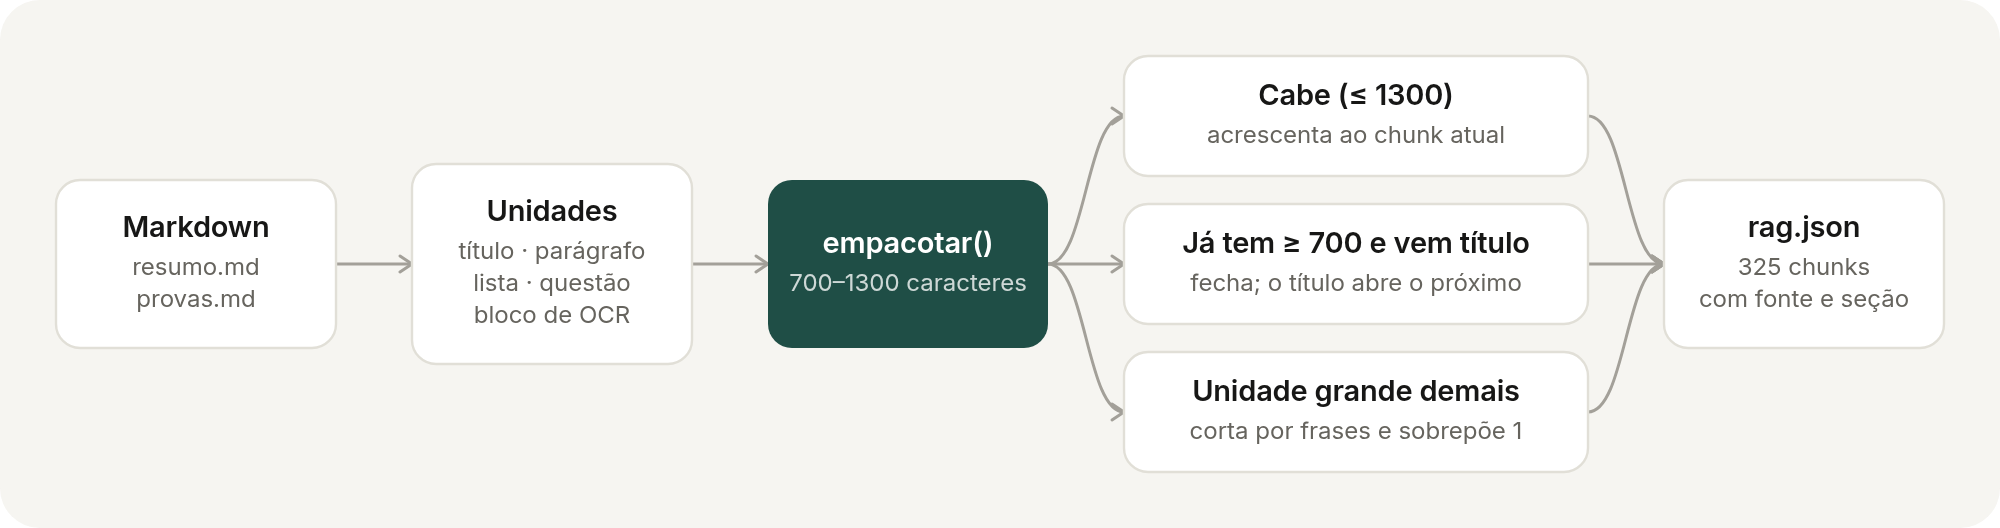 Markdown
resumo.md
provas.md
Unidades
título · parágrafo
lista · questão
bloco de OCR
empacotar()
700–1300 caracteres
Cabe (≤ 1300)
acrescenta ao chunk atual
Já tem ≥ 700 e vem título
fecha; o título abre o próximo
Unidade grande demais
corta por frases e sobrepõe 1
rag.json
325 chunks
com fonte e seção